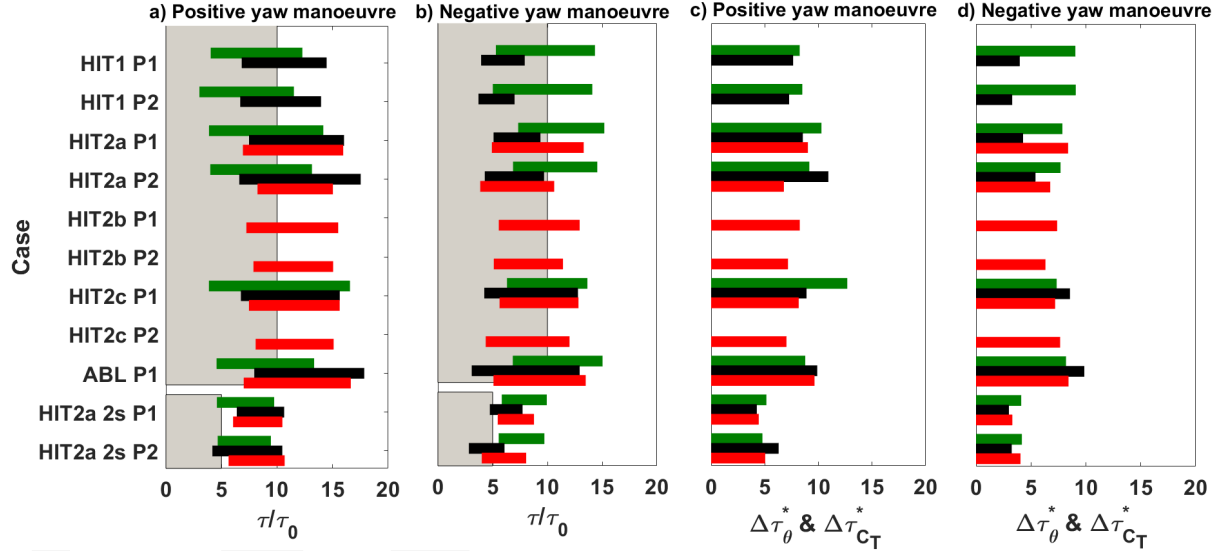 a) Positive yaw manoeuvre
b) Negative yaw manoeuvre
c) Positive yaw manoeuvre
d) Negative yaw manoeuvre
Case
HIT1 P1
HIT1 P2
HIT2a P1
HIT2a P2
HIT2b P1
HIT2b P2
HIT2c P1
HIT2c P2
ABL P1
HIT2a 2s P1
HIT2a 2s P2
0 5 10 15 20
0 5 10 15 20
0 5 10 15 20
0 5 10 15 20
τ/τ0
τ/τ0
Δτ*θ & Δτ*CT
Δτ*θ & Δτ*CT